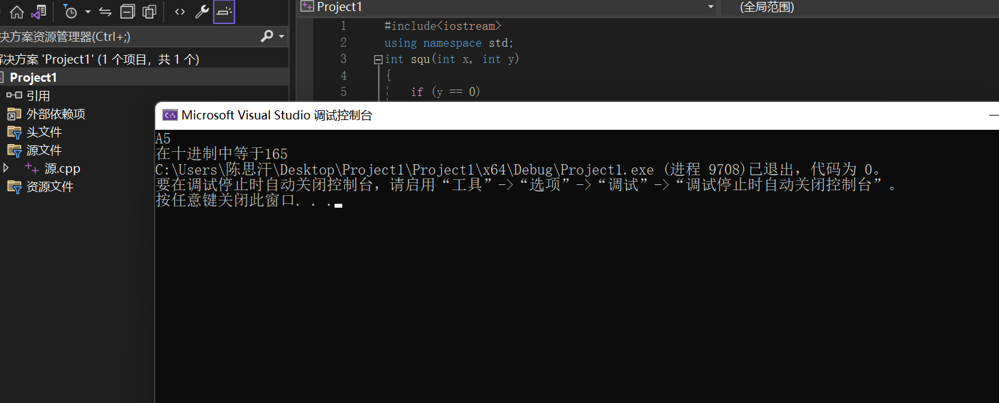 Project1
(全局范围)
决方案资源管理器(Ctrl+;)
解决方案 'Project1' (1 个项目，共 1 个)
Project1
引用
外部依赖项
头文件
源文件
源.cpp
资源文件
1 #include<iostream>
2 using namespace std;
3 int squ(int x, int y)
4 {
5 if (y == 0)
Microsoft Visual Studio 调试控制台
A5
在十进制中等于165
C:\Users\陈思汗\Desktop\Project1\Project1\x64\Debug\Project1.exe (进程 9708)已退出，代码为 0。
要在调试停止时自动关闭控制台，请启用“工具”->“选项”->“调试”->“调试停止时自动关闭控制台”。
按任意键关闭此窗口. . .